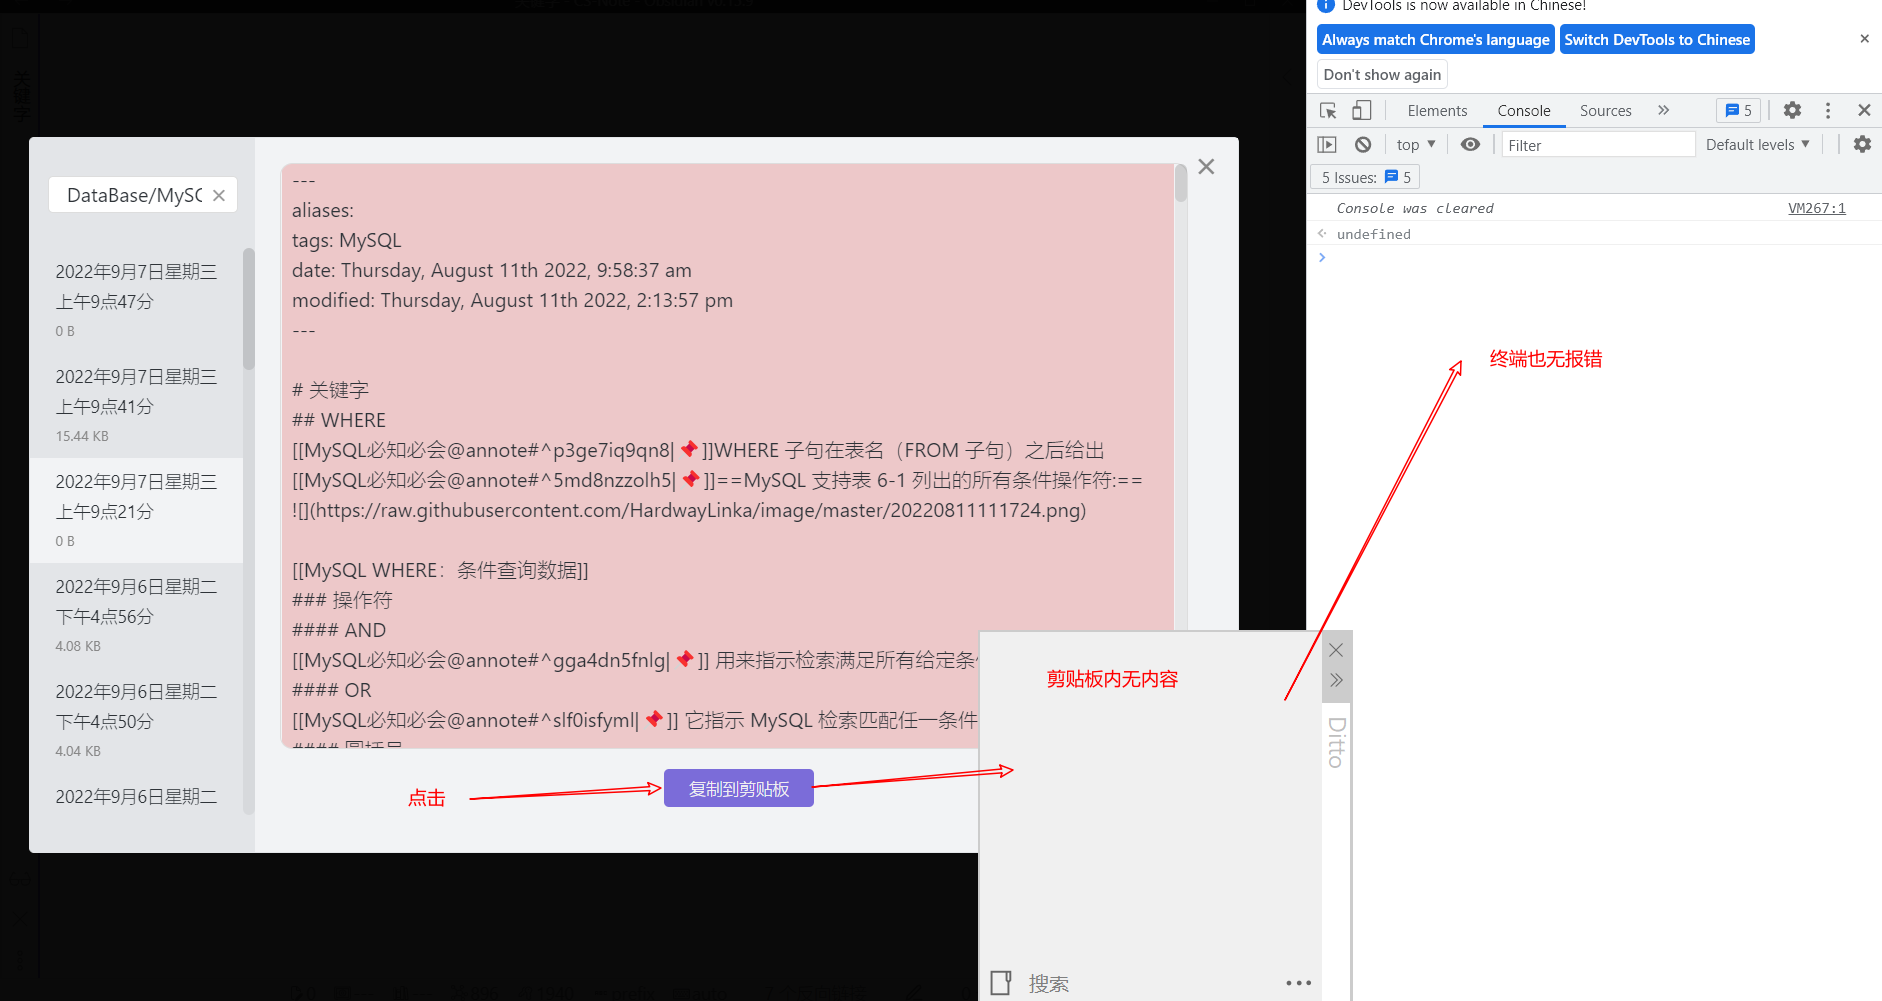 DevTools is now available in Chinese!
Always match Chrome's language
Switch DevTools to Chinese
Don't show again
Elements
Console
Sources
5
top
Filter
Default levels
5 Issues:
5
Console was cleared
VM267:1
undefined
终端也无报错
DataBase/MySQ
2022年9月7日星期三
上午9点47分
0 B
2022年9月7日星期三
上午9点41分
15.44 KB
2022年9月7日星期三
上午9点21分
0 B
2022年9月6日星期二
下午4点56分
4.08 KB
2022年9月6日星期二
下午4点50分
4.04 KB
2022年9月6日星期二
---
aliases:
tags: MySQL
date: Thursday, August 11th 2022, 9:58:37 am
modified: Thursday, August 11th 2022, 2:13:57 pm
---
# 关键字
## WHERE
[[MySQL必知必会@annote#^p3ge7iq9qn8|📌]]WHERE 子句在表名（FROM 子句）之后给出
[[MySQL必知必会@annote#^5md8nzzolh5|📌]]==MySQL 支持表 6-1 列出的所有条件操作符:==
![](https://raw.githubusercontent.com/HardwayLinka/image/master/20220811111724.png)
[[MySQL WHERE：条件查询数据]]
### 操作符
#### AND
[[MySQL必知必会@annote#^gga4dn5fnlg|📌]] 用来指示检索满足所有给定条
#### OR
[[MySQL必知必会@annote#^slf0isfyml|📌]] 它指示 MySQL 检索匹配任一条件
#### 圆括号
点击
复制到剪贴板
剪贴板内无内容
Ditto
搜索